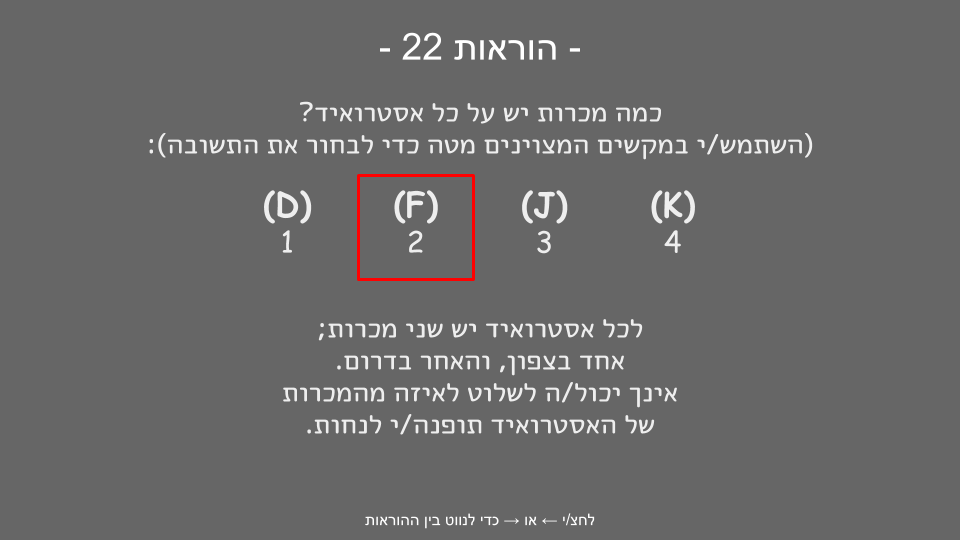 - הוראות 22 -
כמה מכרות יש על כל אסטרואיד?
(השתמש/י במקשים המצוינים מטה כדי לבחור את התשובה):
(D) (F) (J) (K)
1 2 3 4
לכל אסטרואיד יש שני מכרות;
אחד בצפון, והאחר בדרום.
אינך יכול/ה לשלוט לאיזה מהמכרות
של האסטרואיד תופנה/י לנחות.
לחצ/י ← או → כדי לנווט בין ההוראות